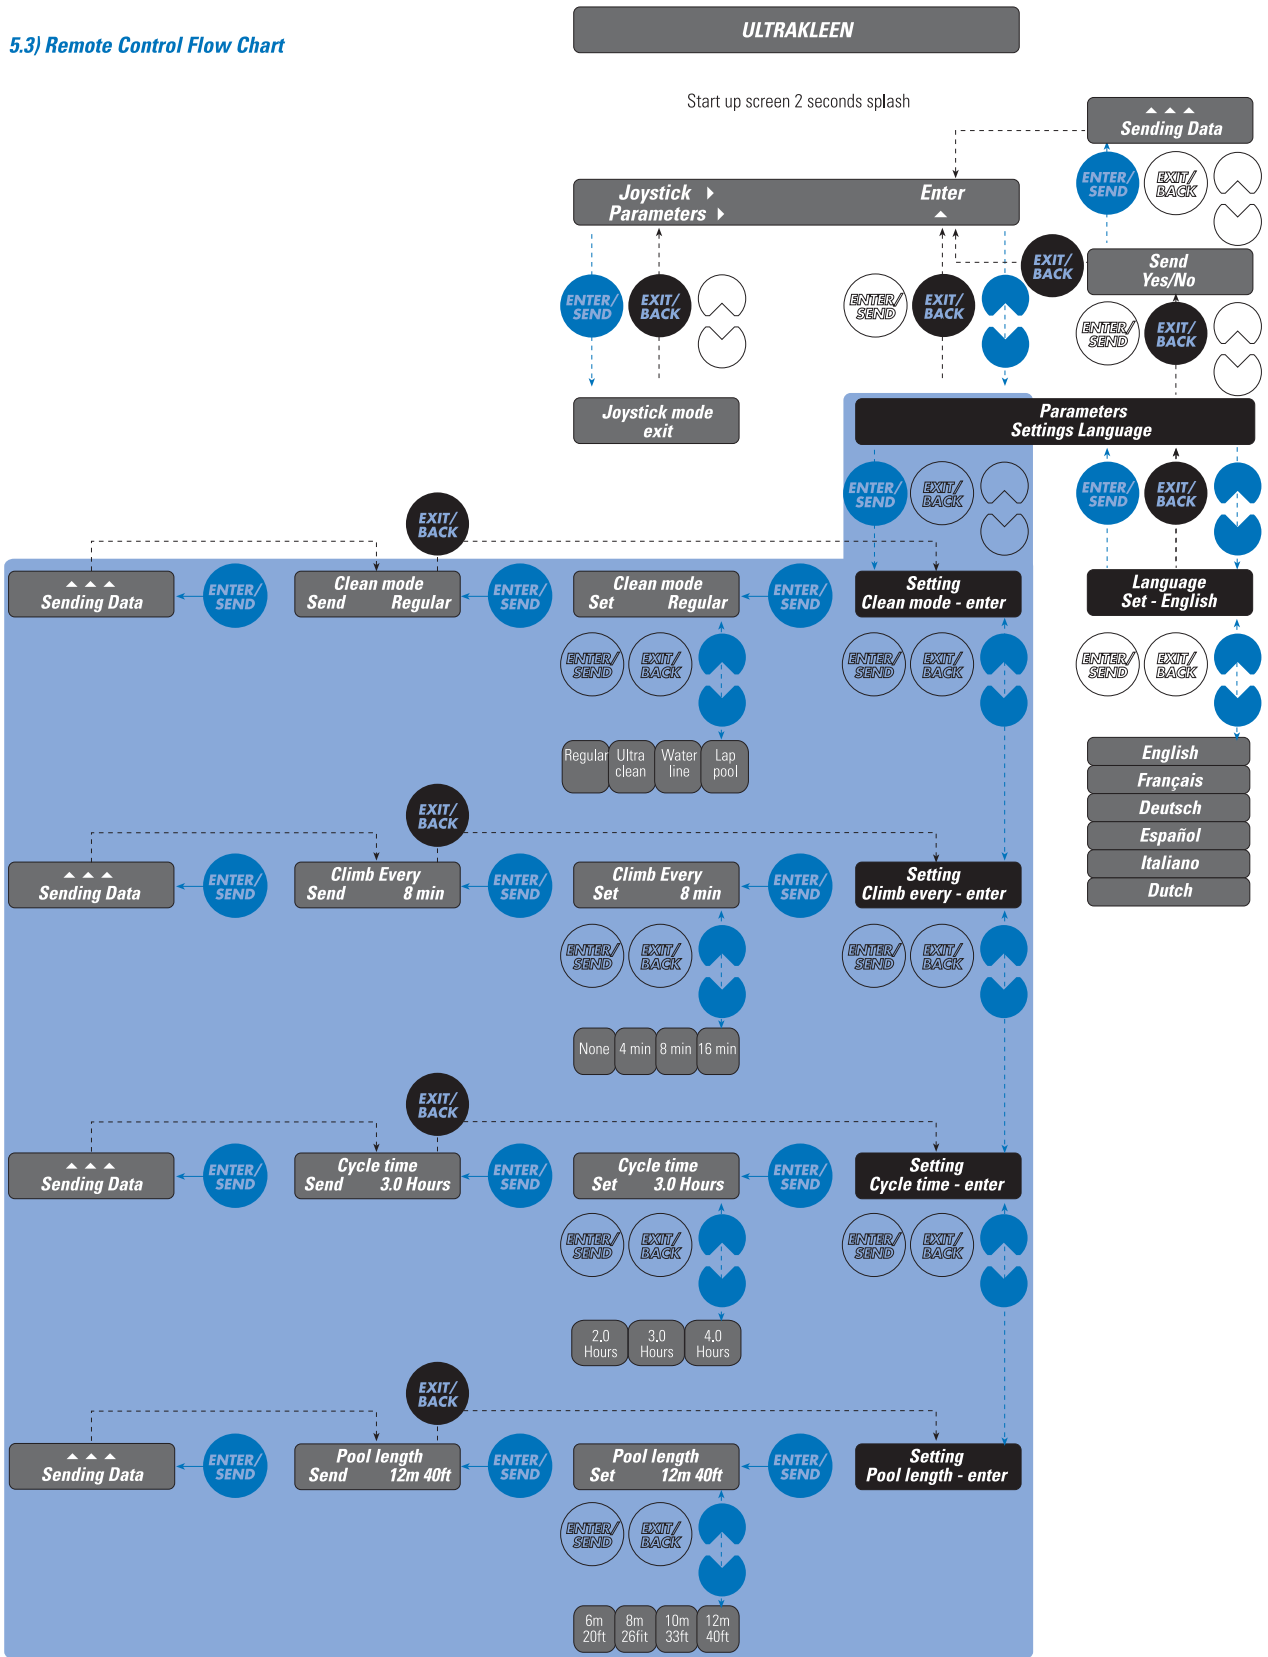 5.3) Remote Control Flow Chart
ULTRAKLEEN
Start up screen 2 seconds splash
Sending Data
ENTER/
SEND
EXIT/
BACK
Joystick
Enter
Parameters
EXIT/
BACK
Send
Yes/No
ENTER/
SEND
EXIT/
BACK
ENTER/
SEND
EXIT/
BACK
ENTER/
SEND
EXIT/
BACK
Joystick mode
exit
Parameters
Settings Language
ENTER/
SEND
EXIT/
BACK
ENTER/
SEND
EXIT/
BACK
EXIT/
BACK
Sending Data
ENTER/
SEND
Clean mode
Send Regular
ENTER/
SEND
Clean mode
Set Regular
ENTER/
SEND
Setting
Clean mode - enter
Language
Set - English
ENTER/
SEND
EXIT/
BACK
ENTER/
SEND
EXIT/
BACK
ENTER/
SEND
EXIT/
BACK
Regular
Ultra
clean
Water
line
Lap
pool
English
Français
Deutsch
Español
Italiano
Dutch
EXIT/
BACK
Sending Data
ENTER/
SEND
Climb Every
Send 8 min
ENTER/
SEND
Climb Every
Set 8 min
ENTER/
SEND
Setting
Climb every - enter
ENTER/
SEND
EXIT/
BACK
ENTER/
SEND
EXIT/
BACK
None
4 min
8 min
16 min
EXIT/
BACK
Sending Data
ENTER/
SEND
Cycle time
Send 3.0 Hours
ENTER/
SEND
Cycle time
Set 3.0 Hours
ENTER/
SEND
Setting
Cycle time - enter
ENTER/
SEND
EXIT/
BACK
ENTER/
SEND
EXIT/
BACK
2.0
Hours
3.0
Hours
4.0
Hours
EXIT/
BACK
Sending Data
ENTER/
SEND
Pool length
Send 12m 40ft
ENTER/
SEND
Pool length
Set 12m 40ft
ENTER/
SEND
Setting
Pool length - enter
ENTER/
SEND
EXIT/
BACK
6m
20ft
8m
26fit
10m
33ft
12m
40ft